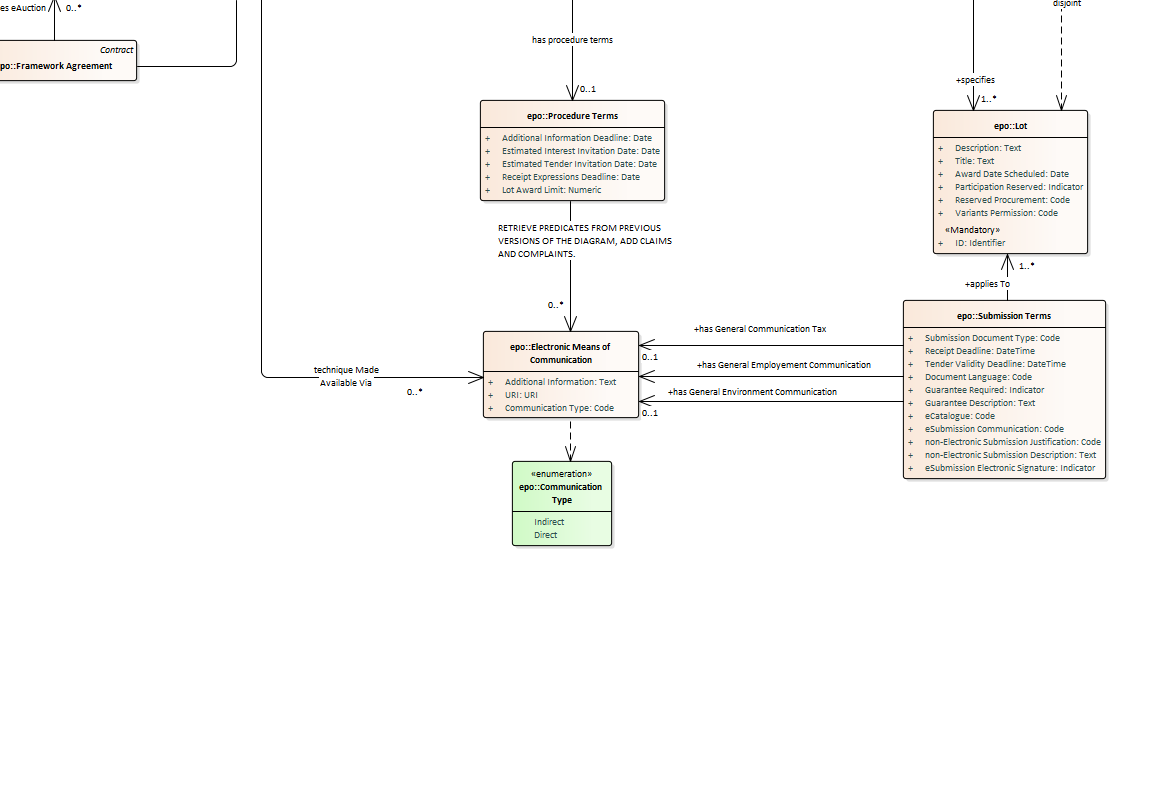 es eAuction
0..*
disjoint
has procedure terms
Contract
po::Framework Agreement
+specifies
0..1
1..*
epo::Procedure Terms
+ Additional Information Deadline: Date
+ Estimated Interest Invitation Date: Date
+ Estimated Tender Invitation Date: Date
+ Receipt Expressions Deadline: Date
+ Lot Award Limit: Numeric
epo::Lot
+ Description: Text
+ Title: Text
+ Award Date Scheduled: Date
+ Participation Reserved: Indicator
+ Reserved Procurement: Code
+ Variants Permission: Code
«Mandatory»
+ ID: Identifier
RETRIEVE PREDICATES FROM PREVIOUS
VERSIONS OF THE DIAGRAM, ADD CLAIMS
AND COMPLAINTS.
1..*
+applies To
0..*
epo::Submission Terms
+ Submission Document Type: Code
+ Receipt Deadline: DateTime
+ Tender Validity Deadline: DateTime
+ Document Language: Code
+ Guarantee Required: Indicator
+ Guarantee Description: Text
+ eCatalogue: Code
+ eSubmission Communication: Code
+ non-Electronic Submission Justification: Code
+ non-Electronic Submission Description: Text
+ eSubmission Electronic Signature: Indicator
+has General Communication Tax
0..1
+has General Employement Communication
+has General Environment Communication
0..1
epo::Electronic Means of
Communication
+ Additional Information: Text
+ URI: URI
+ Communication Type: Code
technique Made
Available Via
0..*
«enumeration»
epo::Communication
Type
Indirect
Direct